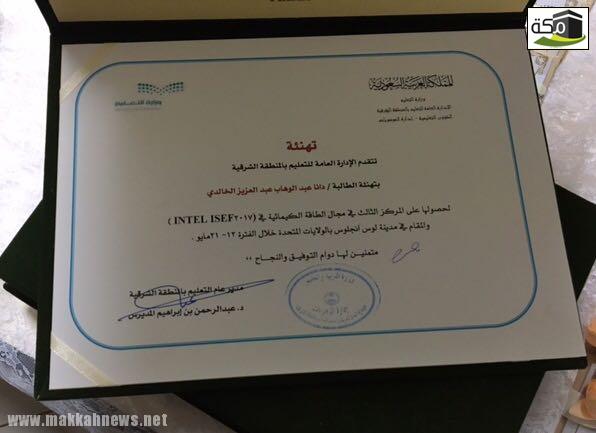 مكة
المملكة العربية السعودية
وزارة التعليم
الإدارة العامة للتعليم بالمنطقة الشرقية
وزارة التعليم
تهنئة
تتقدم الإدارة العامة للتعليم بالمنطقة الشرقية
بتهنئة الطالبة / دانا عبد الوهاب عبد العزيز الخالدي
لحصولها على المركز الثالث في مجال الطاقة الكيميائية في (INTEL ISEF٢٠١٧ )
والمقام في مدينة لوس انجلوس بالولايات المتحدة خلال الفترة ١٢- ٢١مايو .
متمنين لها دوام التوفيق والنجاح ،،
مدير عام التعليم بالمنطقة الشرقية
د. عبدالرحمن بن إبراهيم المديرس
www.makkahnews.net